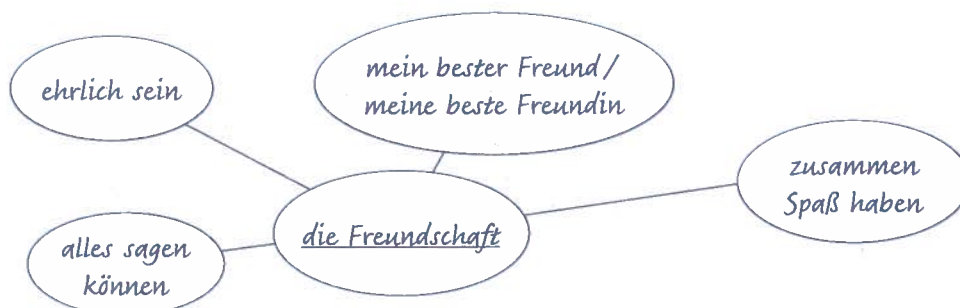 ehrlich sein
mein bester Freund /
meine beste Freundin
zusammen
Spaß haben
die Freundschaft
alles sagen
können